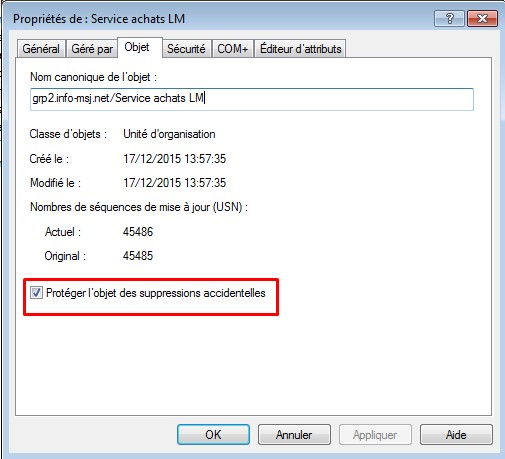 Propriétés de : Service achats LM
?
Général Géré par Objet Sécurité COM+ Éditeur d'attributs
Nom canonique de l'objet :
grp2.info-msj.net/Service achats LM
Classe d'objets : Unité d'organisation
Créé le : 17/12/2015 13:57:35
Modifié le : 17/12/2015 13:57:35
Nombres de séquences de mise à jour (USN) :
Actuel : 45486
Original : 45485
Protéger l'objet des suppressions accidentelles
OK Annuler Appliquer Aide